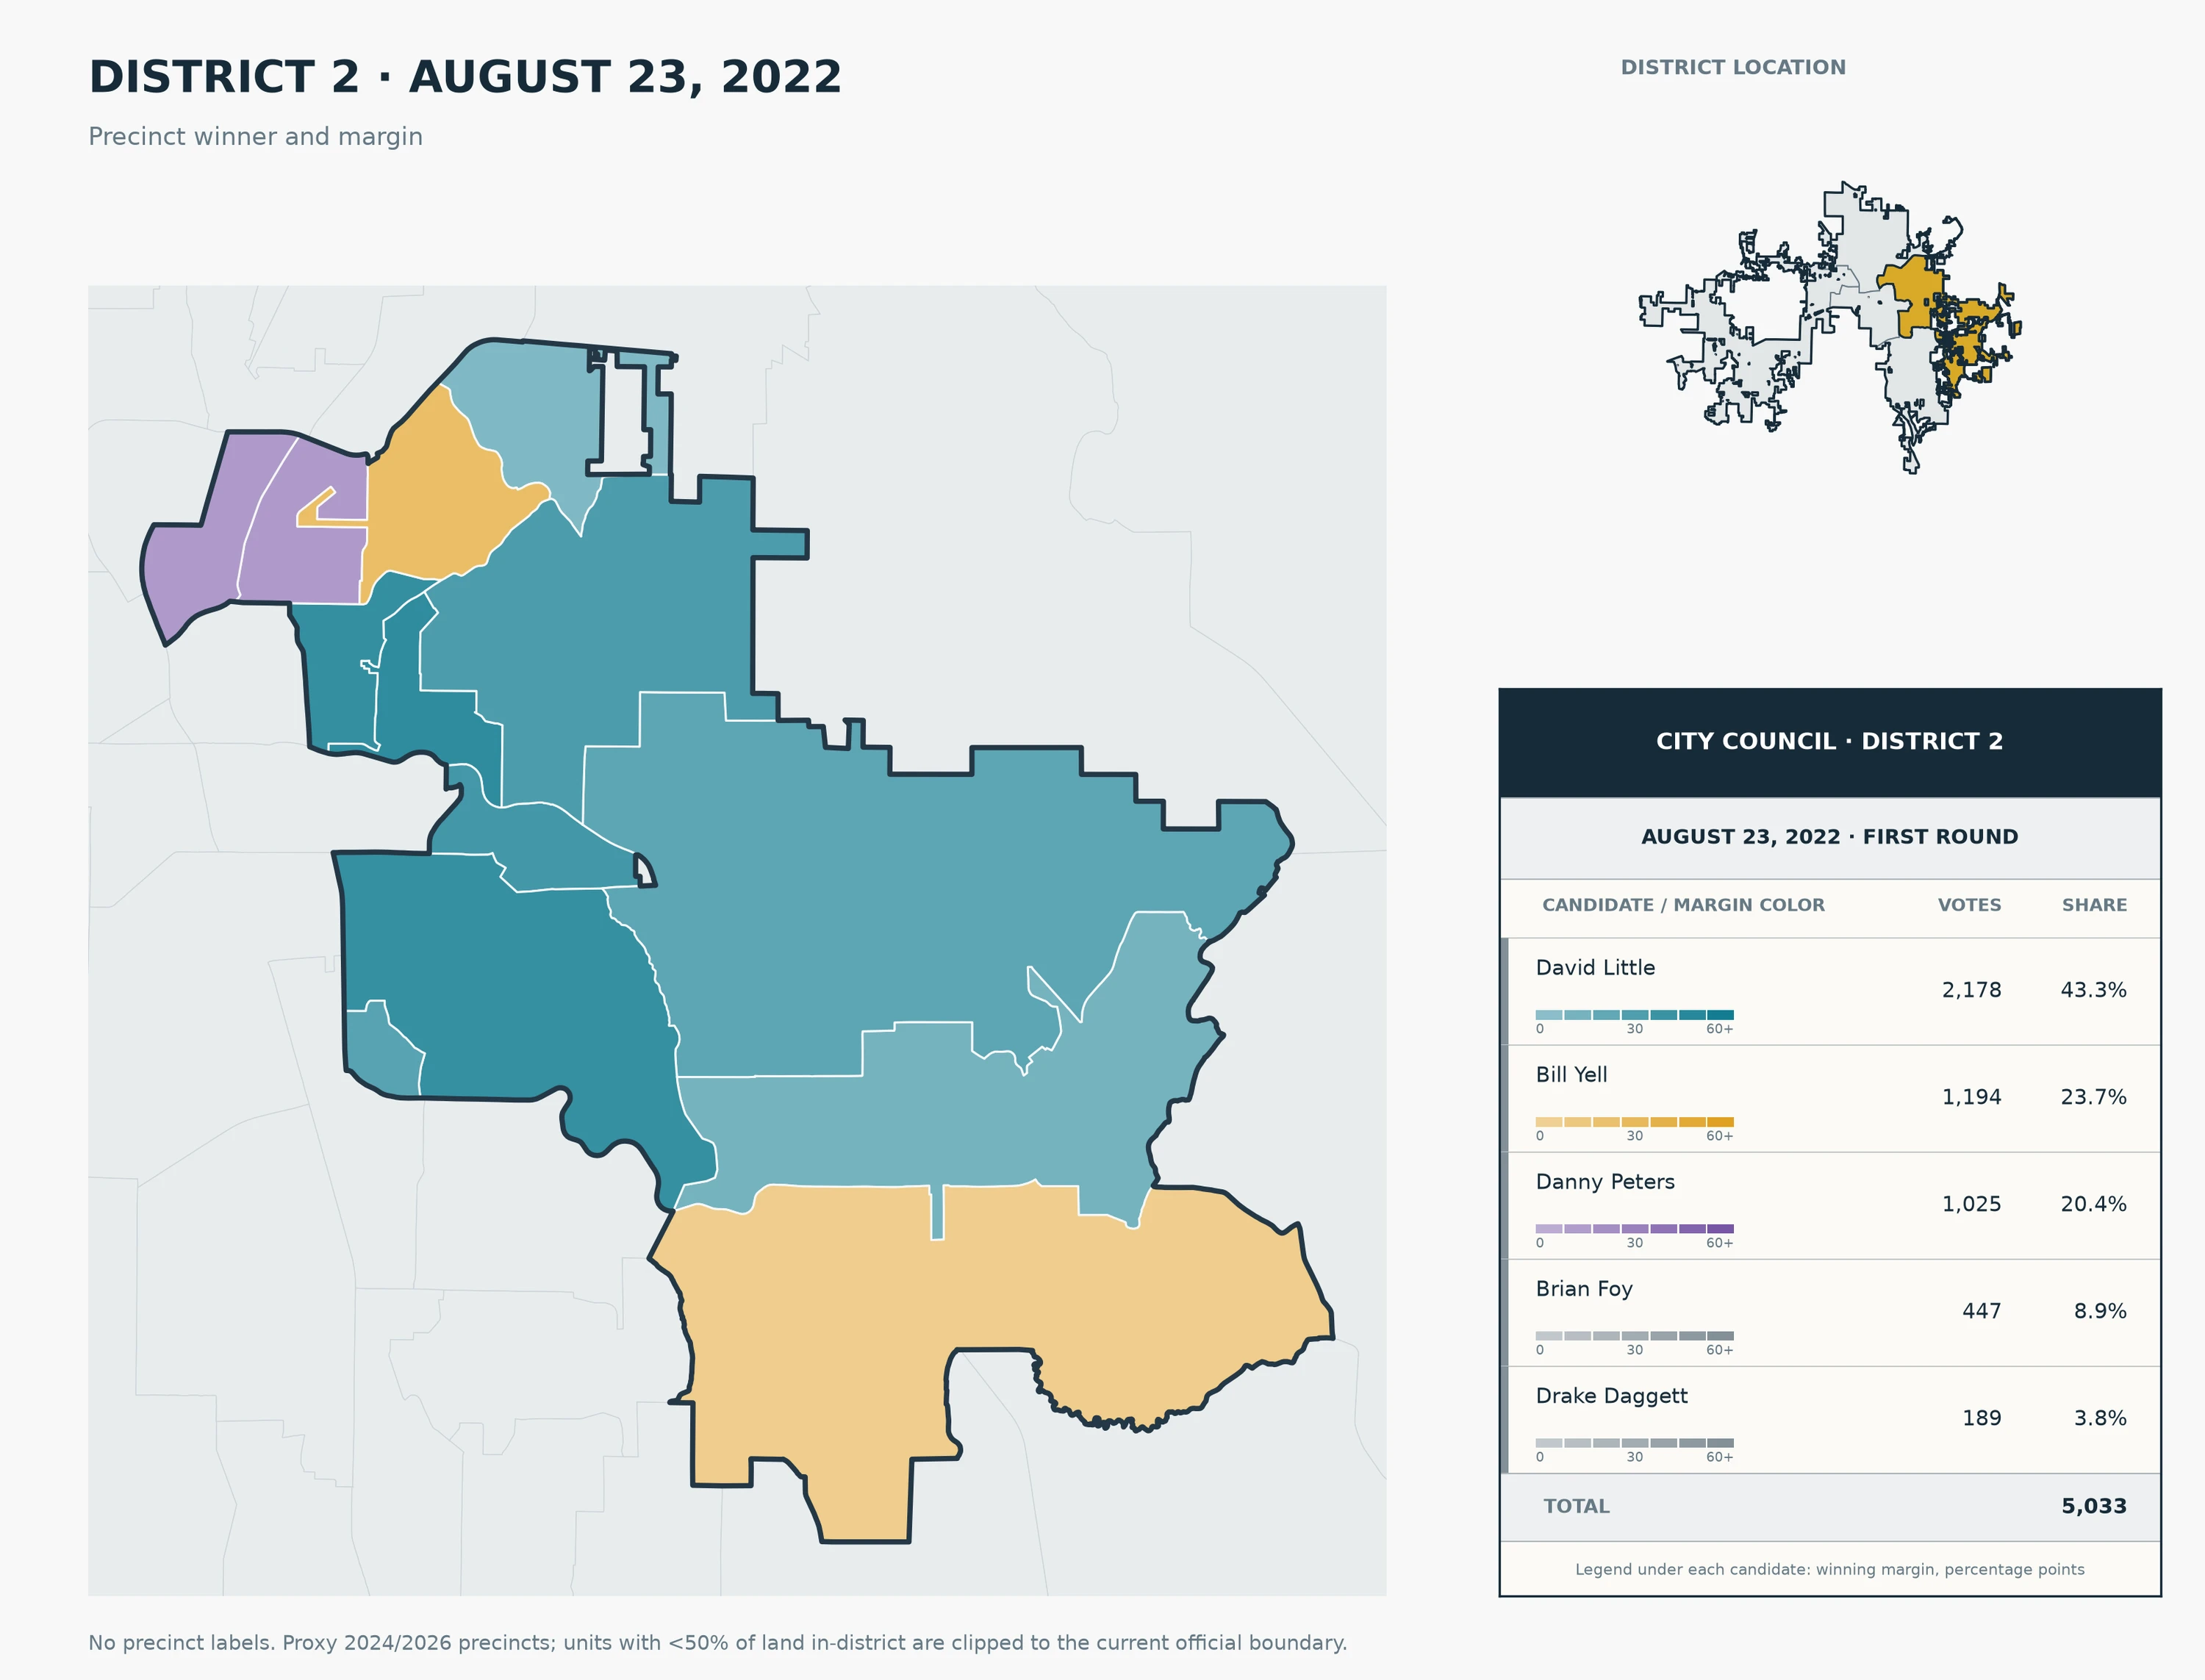 DISTRICT 2 · AUGUST 23, 2022
Precinct winner and margin
DISTRICT LOCATION
CITY COUNCIL · DISTRICT 2
AUGUST 23, 2022 · FIRST ROUND
CANDIDATE / MARGIN COLOR VOTES SHARE
David Little 2,178 43.3%
0 30 60+
Bill Yell 1,194 23.7%
0 30 60+
Danny Peters 1,025 20.4%
0 30 60+
Brian Foy 447 8.9%
0 30 60+
Drake Daggett 189 3.8%
0 30 60+
TOTAL 5,033
Legend under each candidate: winning margin, percentage points
No precinct labels. Proxy 2024/2026 precincts; units with <50% of land in-district are clipped to the current official boundary.